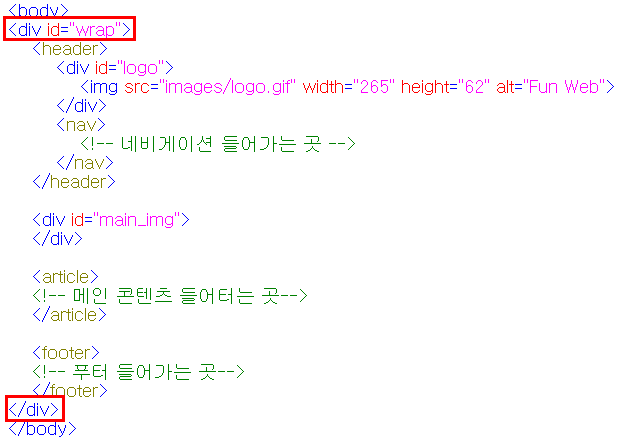 <body>
<div id="wrap">
<header>
<div id="logo">
<img src="images/logo.gif" width="265" height="62" alt="Fun Web">
</div>
<nav>
<!-- 네비게이션 들어가는 곳 -->
</nav>
</header>
<div id="main_img">
</div>
<article>
<!-- 메인 콘텐츠 들어터는 곳-->
</article>
<footer>
<!-- 푸터 들어가는 곳-->
</footer>
</div>
</body>